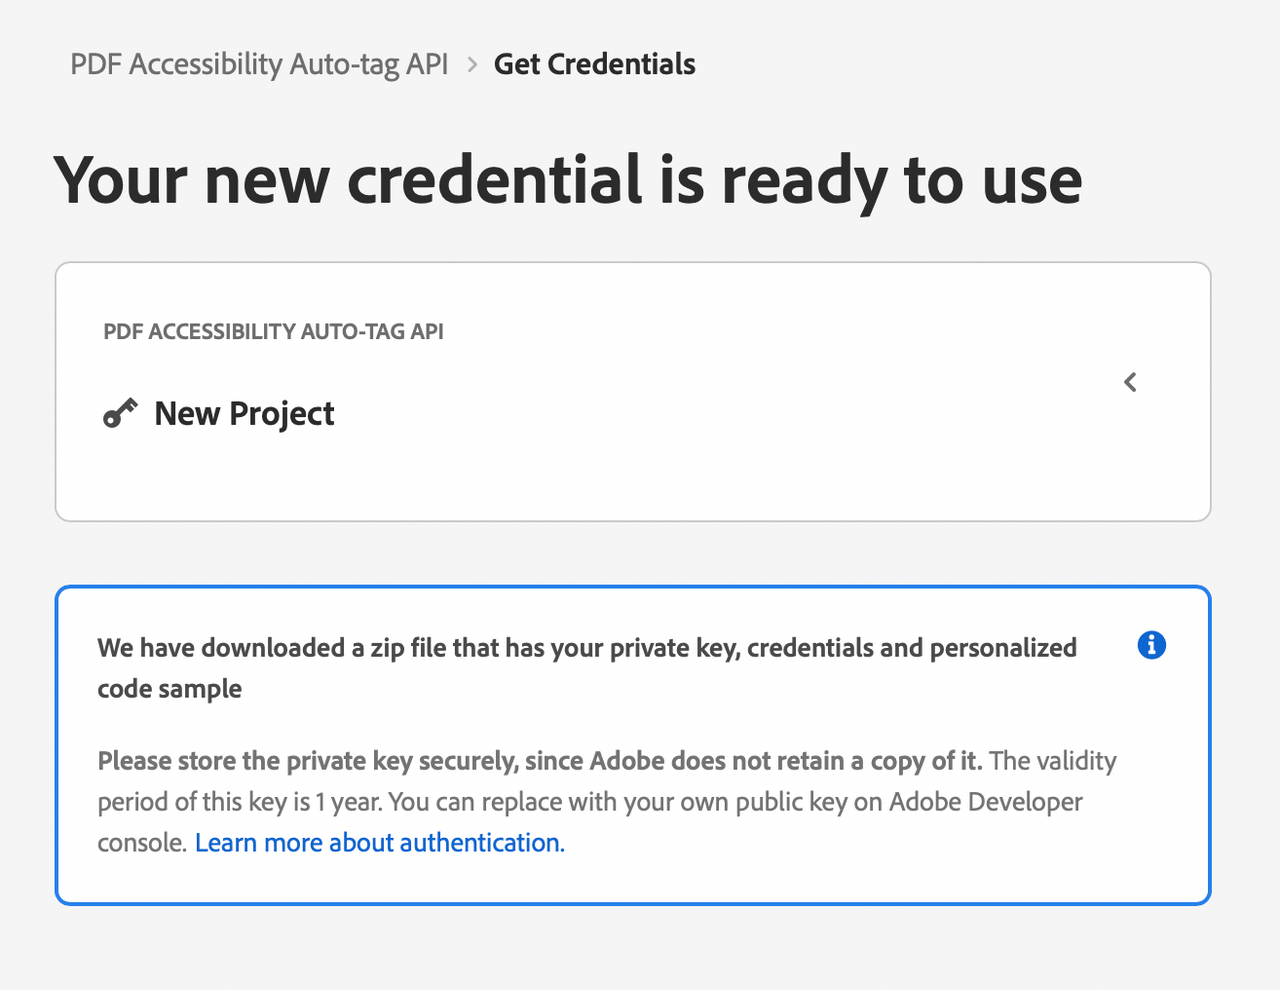 PDF Accessibility Auto-tag API > Get Credentials
Your new credential is ready to use
PDF ACCESSIBILITY AUTO-TAG API
New Project
We have downloaded a zip file that has your private key, credentials and personalized
code sample
Please store the private key securely, since Adobe does not retain a copy of it. The validity
period of this key is 1 year. You can replace with your own public key on Adobe Developer
console. Learn more about authentication.